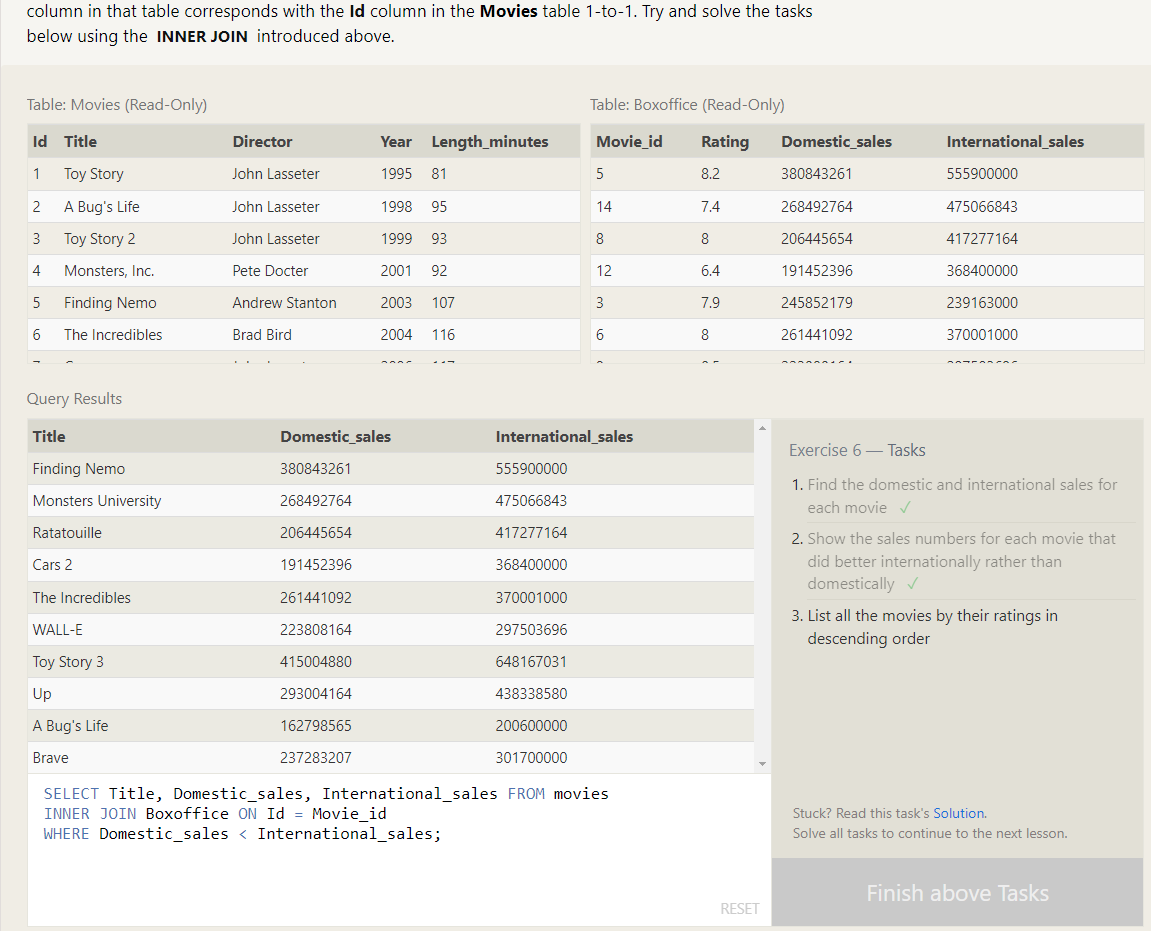 column in that table corresponds with the Id column in the Movies table 1-to-1. Try and solve the tasks
below using the INNER JOIN introduced above.
Table: Movies (Read-Only)
Id Title Director Year Length_minutes
1 Toy Story John Lasseter 1995 81
2 A Bug's Life John Lasseter 1998 95
3 Toy Story 2 John Lasseter 1999 93
4 Monsters, Inc. Pete Docter 2001 92
5 Finding Nemo Andrew Stanton 2003 107
6 The Incredibles Brad Bird 2004 116
Table: Boxoffice (Read-Only)
Movie_id Rating Domestic_sales International_sales
5 8.2 380843261 555900000
14 7.4 268492764 475066843
8 8 206445654 417277164
12 6.4 191452396 368400000
3 7.9 245852179 239163000
6 8 261441092 370001000
Query Results
Title Domestic_sales International_sales
Finding Nemo 380843261 555900000
Monsters University 268492764 475066843
Ratatouille 206445654 417277164
Cars 2 191452396 368400000
The Incredibles 261441092 370001000
WALL-E 223808164 297503696
Toy Story 3 415004880 648167031
Up 293004164 438338580
A Bug's Life 162798565 200600000
Brave 237283207 301700000
SELECT Title, Domestic_sales, International_sales FROM movies
INNER JOIN Boxoffice ON Id = Movie_id
WHERE Domestic_sales < International_sales;
RESET
Exercise 6 — Tasks
1. Find the domestic and international sales for
each movie ✓
2. Show the sales numbers for each movie that
did better internationally rather than
domestically ✓
3. List all the movies by their ratings in
descending order
Stuck? Read this task's Solution.
Solve all tasks to continue to the next lesson.
Finish above Tasks